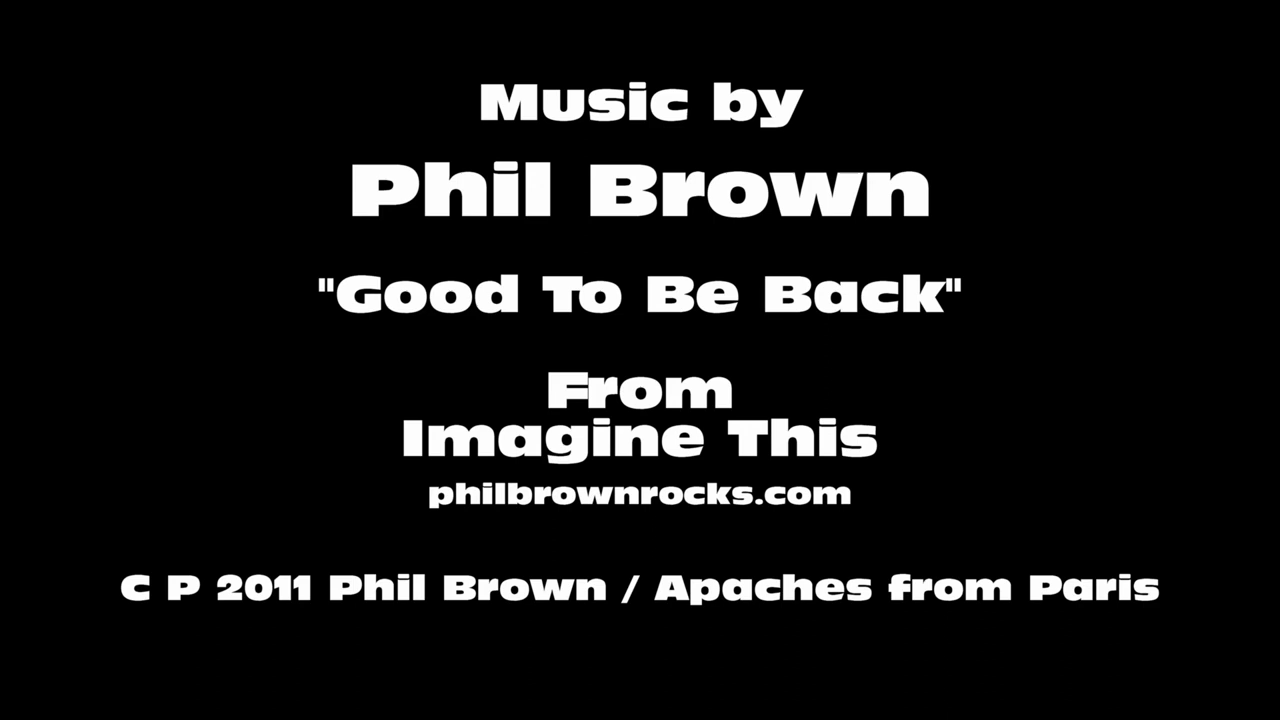 Music by
Phil Brown
"Good To Be Back"
From
Imagine This
philbrownrocks.com
C P 2011 Phil Brown / Apaches from Paris